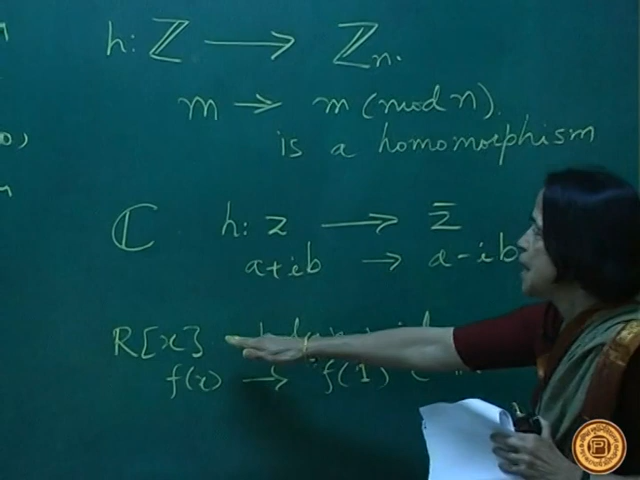 h: ℤ ⟶ ℤn.
m → m (mod n).
is a homomorphism
ℂ h: z ⟶ z̄
a+ib → a-ib
R[x]
f(x) → f(1)